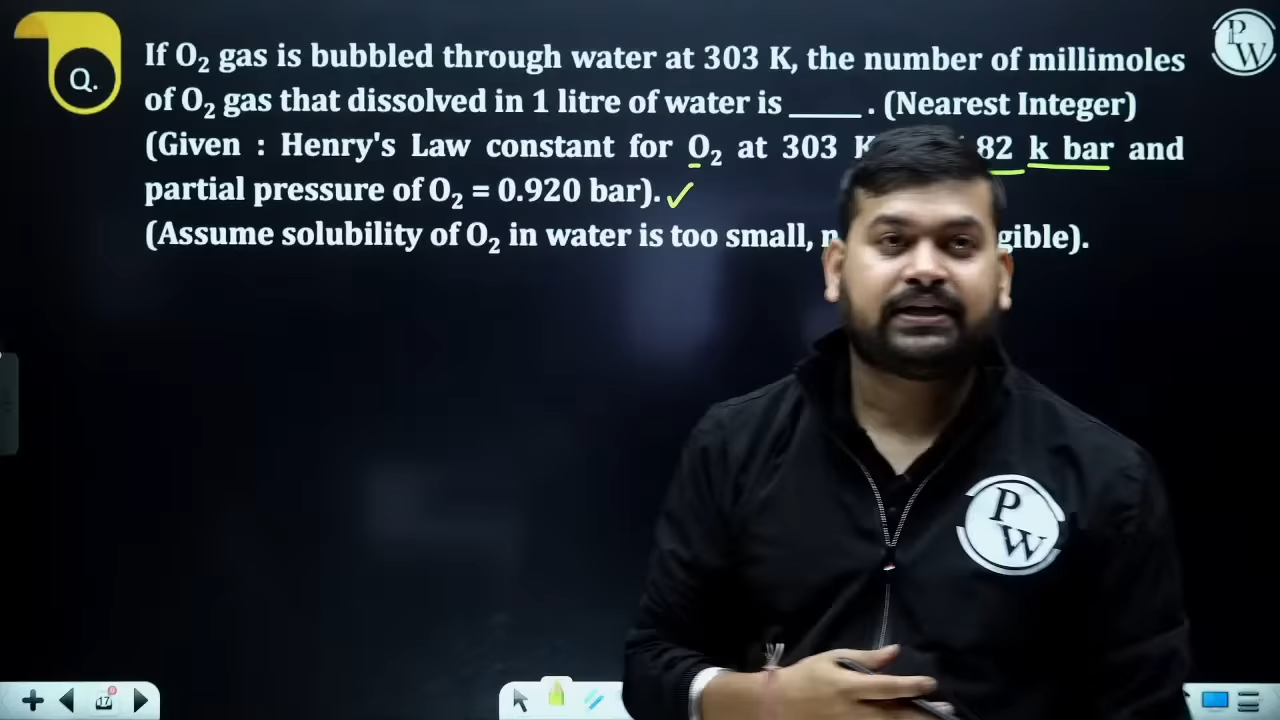 Q.
If O₂ gas is bubbled through water at 303 K, the number of millimoles
of O₂ gas that dissolved in 1 litre of water is _____ . (Nearest Integer)
(Given : Henry's Law constant for O₂ at 303 K 82 k bar and
partial pressure of O₂ = 0.920 bar). ✓
(Assume solubility of O₂ in water is too small,
PW
PW
17